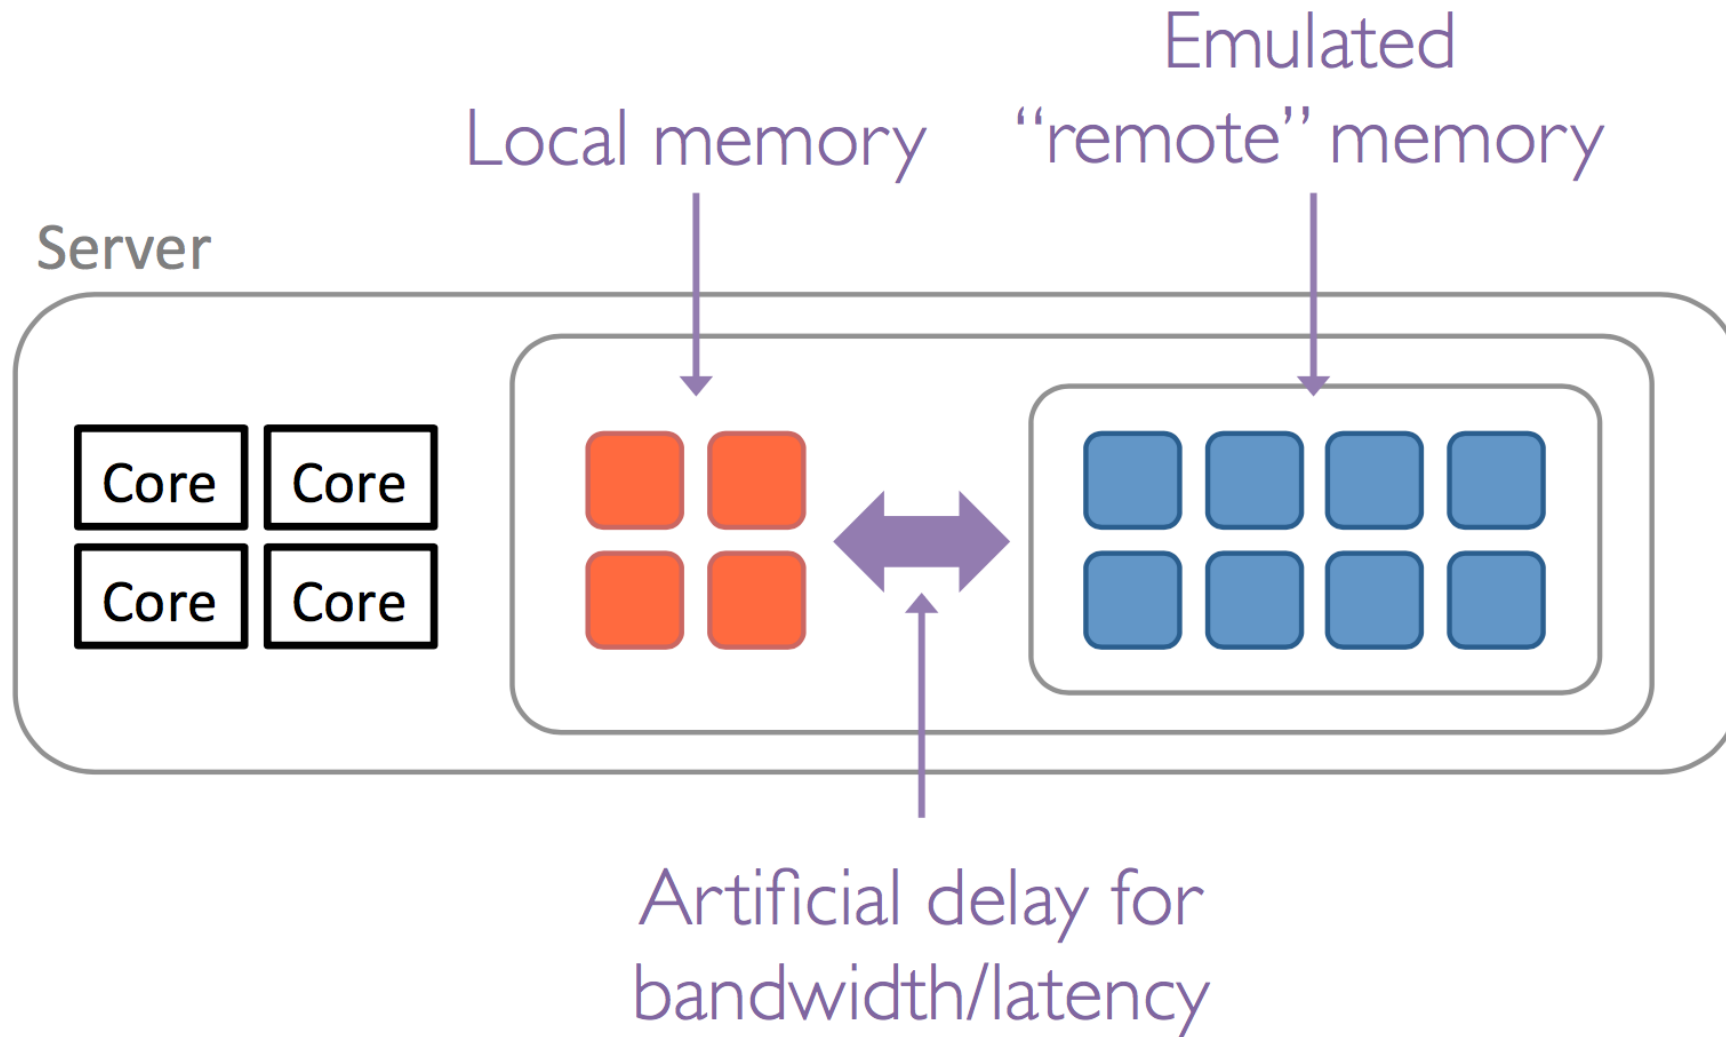 Emulated
“remote” memory
Local memory
Server
Core Core
Core Core
Artificial delay for
bandwidth/latency